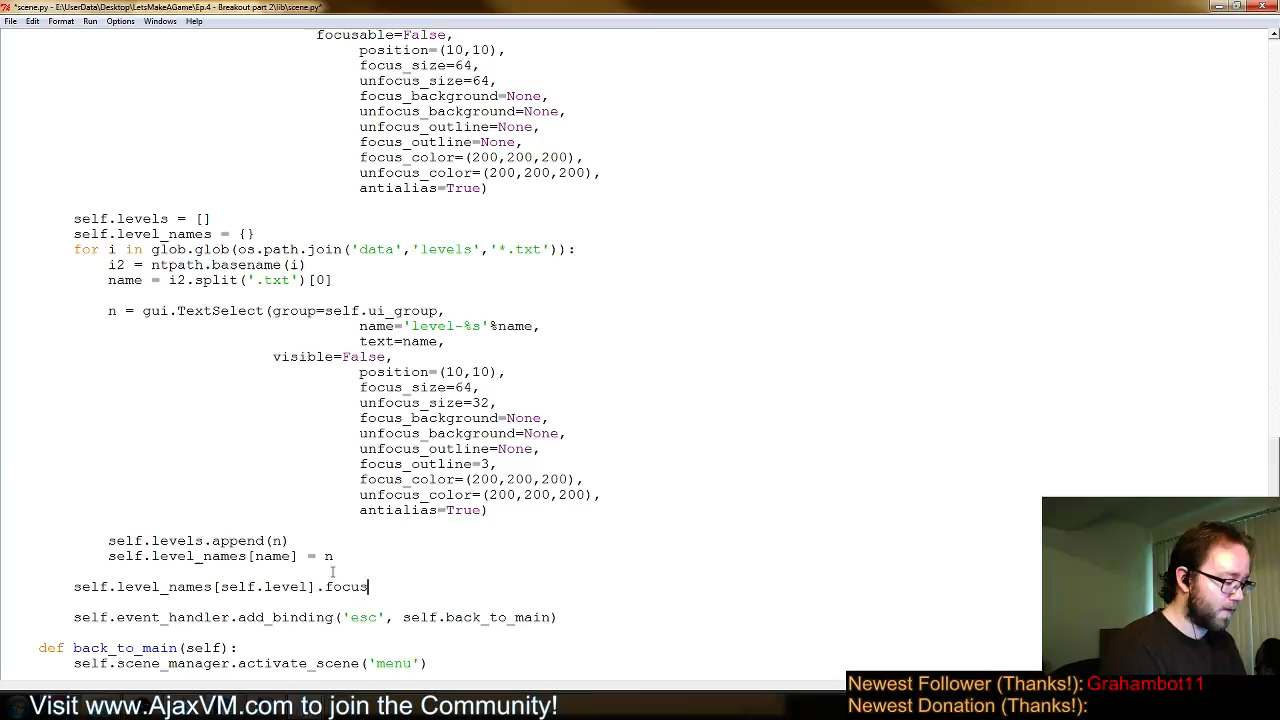 *scene.py - E:\UserData\Desktop\LetsMakeAGame\Ep.4 - Breakout part 2\lib\scene.py*
File Edit Format Run Options Windows Help
focusable=False,
position=(10,10),
focus_size=64,
unfocus_size=64,
focus_background=None,
unfocus_background=None,
unfocus_outline=None,
focus_outline=None,
focus_color=(200,200,200),
unfocus_color=(200,200,200),
antialias=True)
self.levels = []
self.level_names = {}
for i in glob.glob(os.path.join('data','levels','*.txt')):
i2 = ntpath.basename(i)
name = i2.split('.txt')[0]
n = gui.TextSelect(group=self.ui_group,
name='level-%s'%name,
text=name,
visible=False,
position=(10,10),
focus_size=64,
unfocus_size=32,
focus_background=None,
unfocus_background=None,
unfocus_outline=None,
focus_outline=3,
focus_color=(200,200,200),
unfocus_color=(200,200,200),
antialias=True)
self.levels.append(n)
self.level_names[name] = n
self.level_names[self.level].focus
self.event_handler.add_binding('esc', self.back_to_main)
def back_to_main(self):
self.scene_manager.activate_scene('menu')
Visit www.AjaxVM.com to join the Community!
Newest Follower (Thanks!): Grahambot11
Newest Donation (Thanks!):